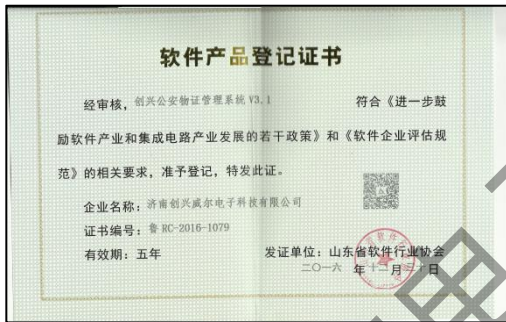 软件产品登记证书
经审核，创兴公安物证管理系统 V3.1 符合《进一步鼓
励软件产业和集成电路产业发展的若干政策》和《软件企业评估规
范》的相关要求，准予登记，特发此证。
企业名称：济南创兴威尔电子科技有限公司
证书编号：鲁 RC-2016-1079
有效期：五年
发证单位：山东省软件行业协会
二〇一六 年 十二 月 日